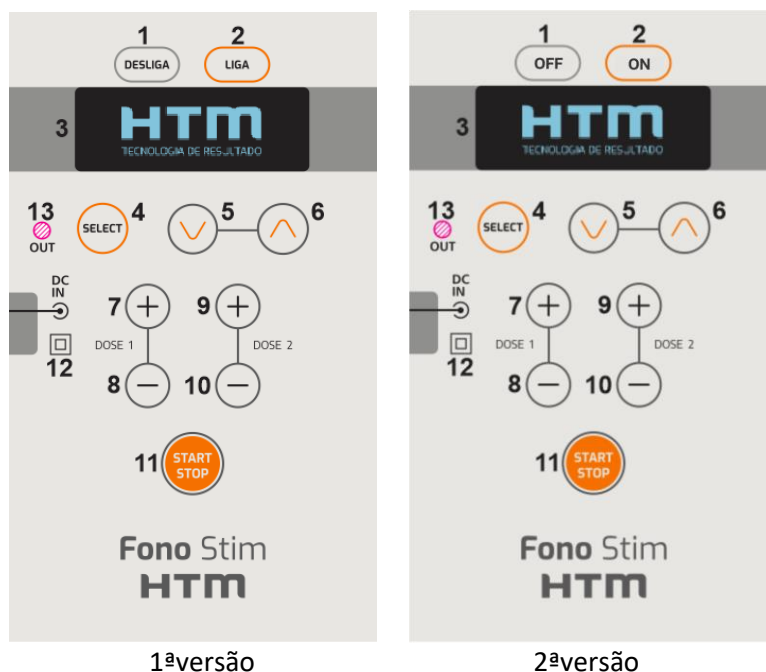 1 2
DESLIGA LIGA
3
HTM
TECNOLOGIA DE RESULTADO
13 4 5 6
SELECT
OUT
DC
IN
7 + 9 +
DOSE 1 DOSE 2
12
8 − 10 −
11
START
STOP
Fono Stim
HTM
1ªversão
1 2
OFF ON
3
HTM
TECNOLOGIA DE RESULTADO
13 4 5 6
SELECT
OUT
DC
IN
7 + 9 +
DOSE 1 DOSE 2
12
8 − 10 −
11
START
STOP
Fono Stim
HTM
2ªversão